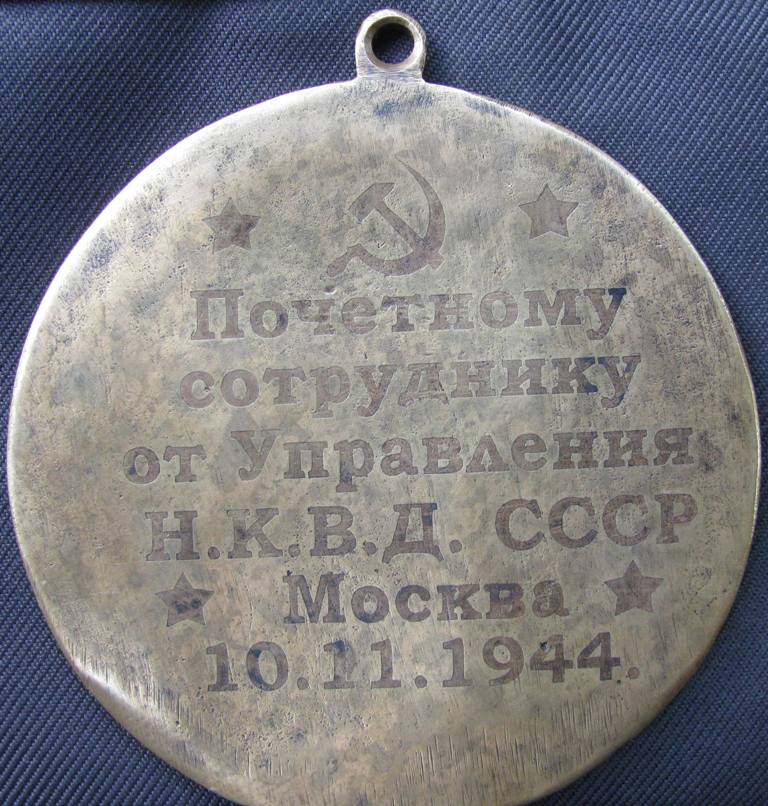 Почетному
сотруднику
от Управления
Н.К.В.Д. СССР
Москва
10.11.1944.